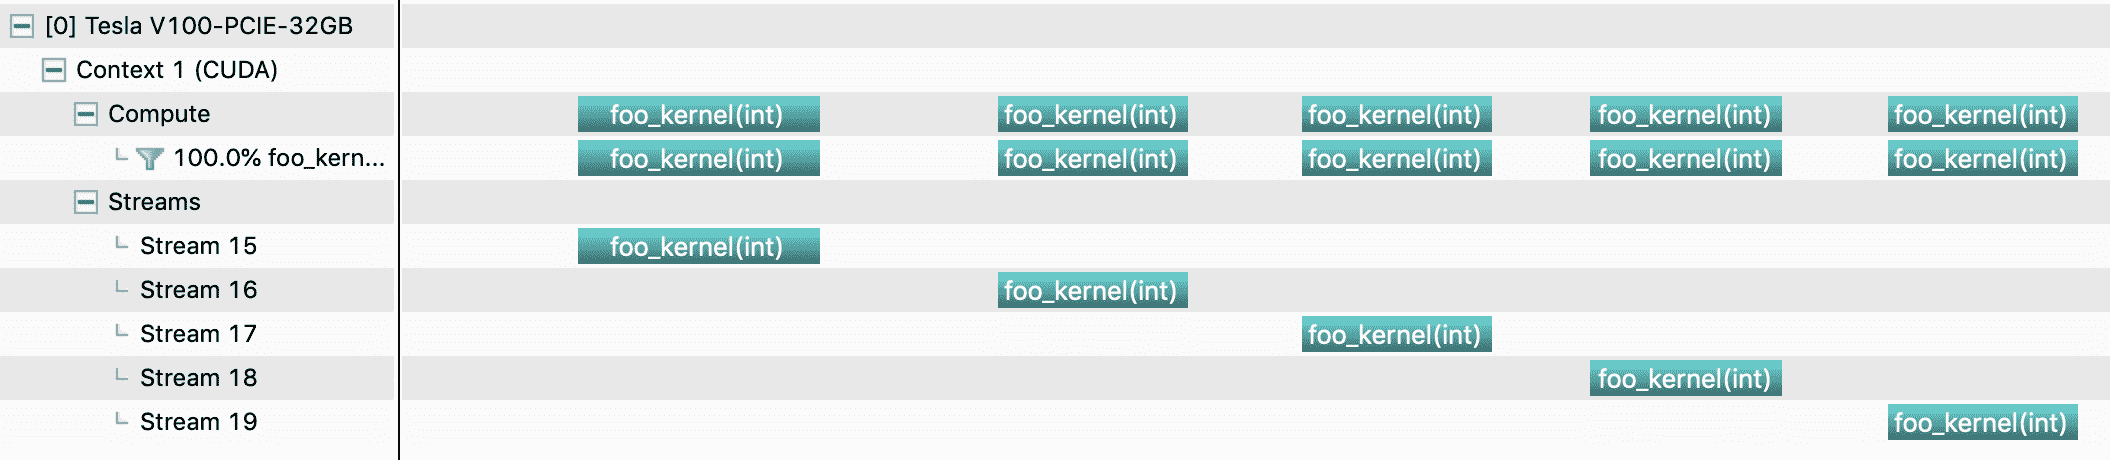 [0] Tesla V100-PCIE-32GB
Context 1 (CUDA)
Compute foo_kernel(int) foo_kernel(int) foo_kernel(int) foo_kernel(int) foo_kernel(int)
100.0% foo_kern... foo_kernel(int) foo_kernel(int) foo_kernel(int) foo_kernel(int) foo_kernel(int)
Streams
Stream 15 foo_kernel(int)
Stream 16 foo_kernel(int)
Stream 17 foo_kernel(int)
Stream 18 foo_kernel(int)
Stream 19 foo_kernel(int)